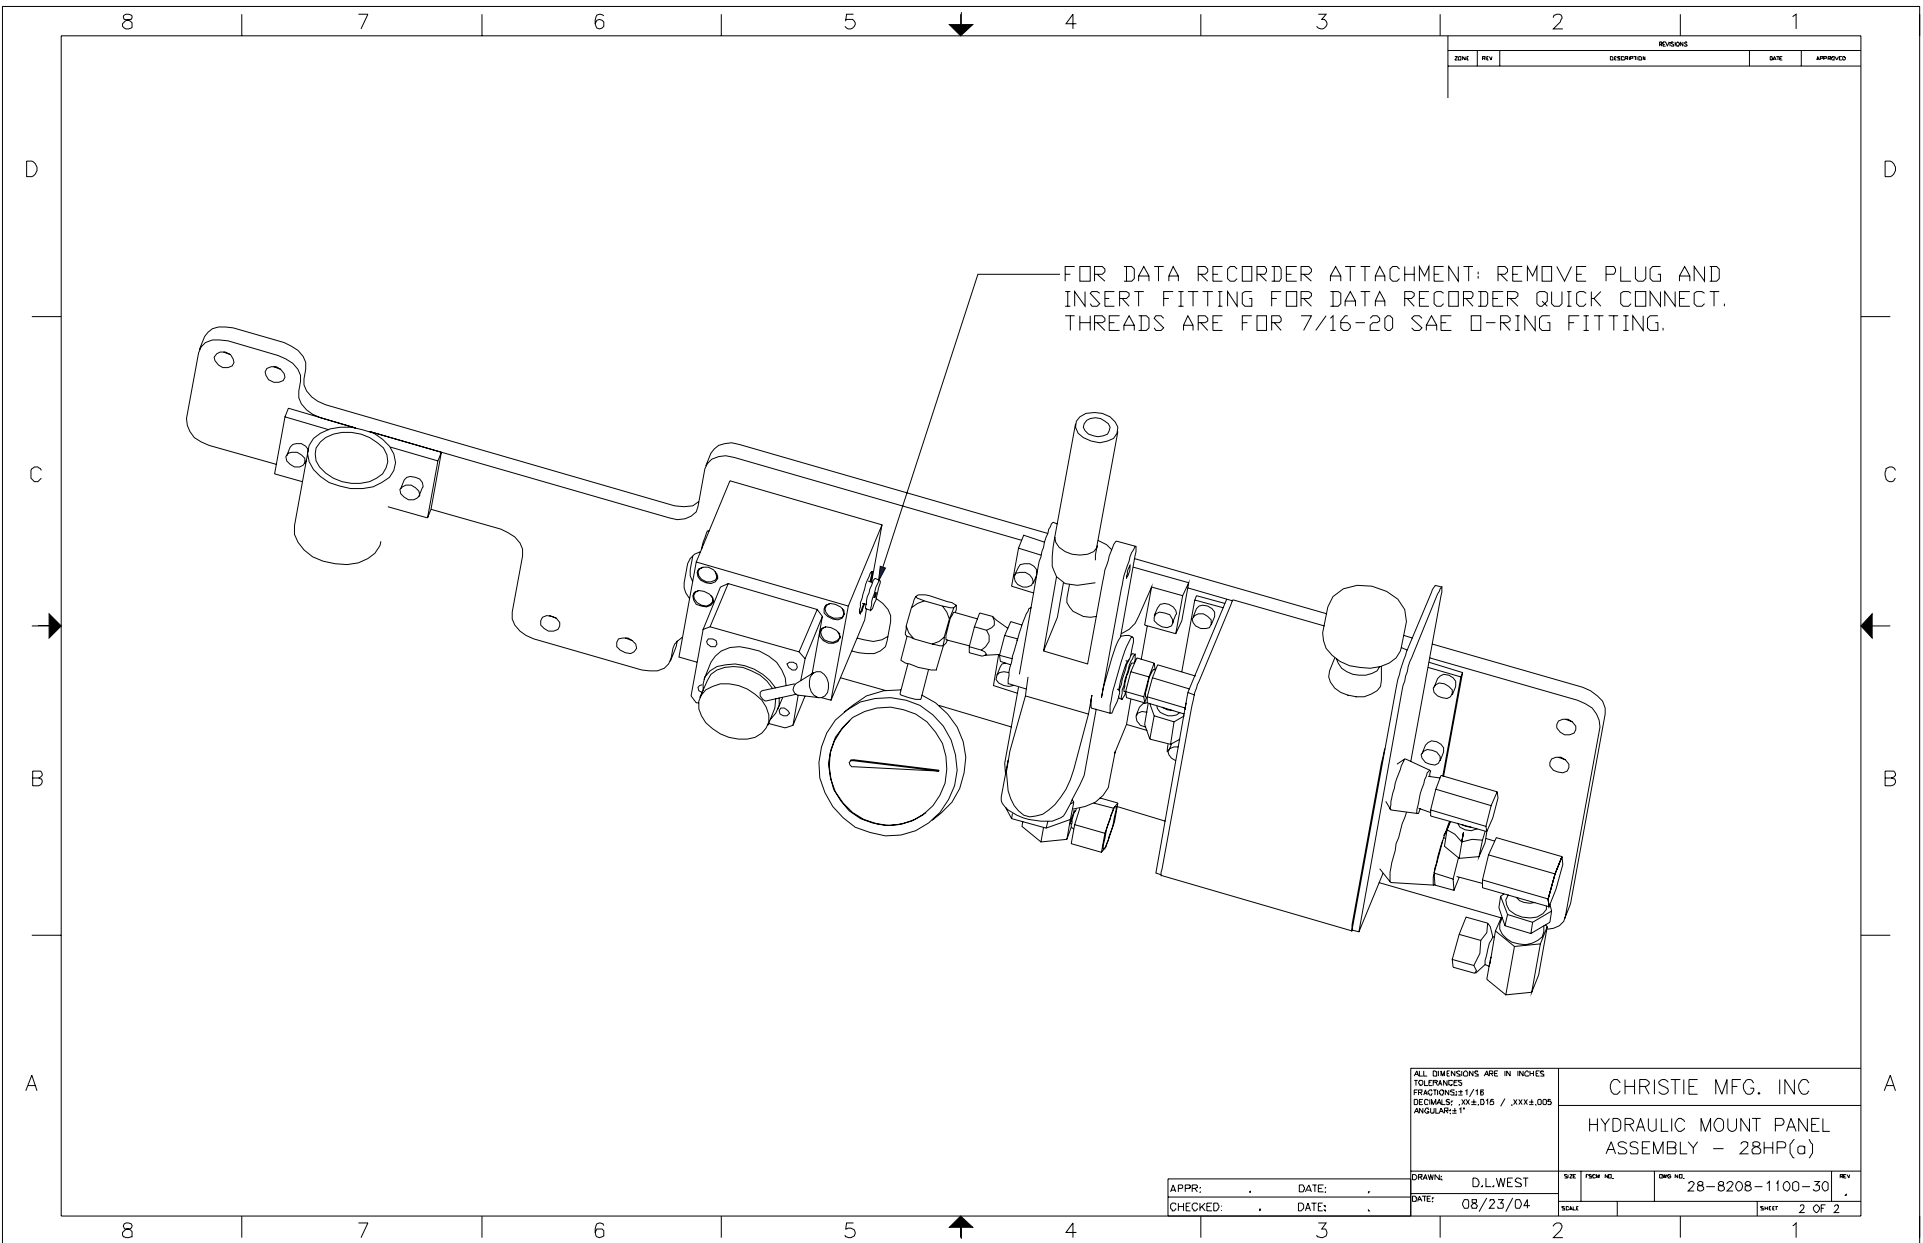 8 7 6 5 4 3 2 1
REVISIONS
ZONE REV DESCRIPTION DATE APPROVED
D D
FOR DATA RECORDER ATTACHMENT: REMOVE PLUG AND
INSERT FITTING FOR DATA RECORDER QUICK CONNECT.
THREADS ARE FOR 7/16-20 SAE O-RING FITTING.
C C
B B
A A
ALL DIMENSIONS ARE IN INCHES
TOLERANCES
FRACTIONS:±1/16
DECIMALS: .XX±.015 / .XXX±.005
ANGULAR:±1°
CHRISTIE MFG. INC
HYDRAULIC MOUNT PANEL
ASSEMBLY - 28HP(a)
DRAWN: D.L.WEST
SIZE FSCM NO. DWG NO. 28-8208-1100-30 REV .
APPR: . DATE: .
DATE: 08/23/04
CHECKED: . DATE: .
SCALE SHEET 2 OF 2
8 7 6 5 4 3 2 1